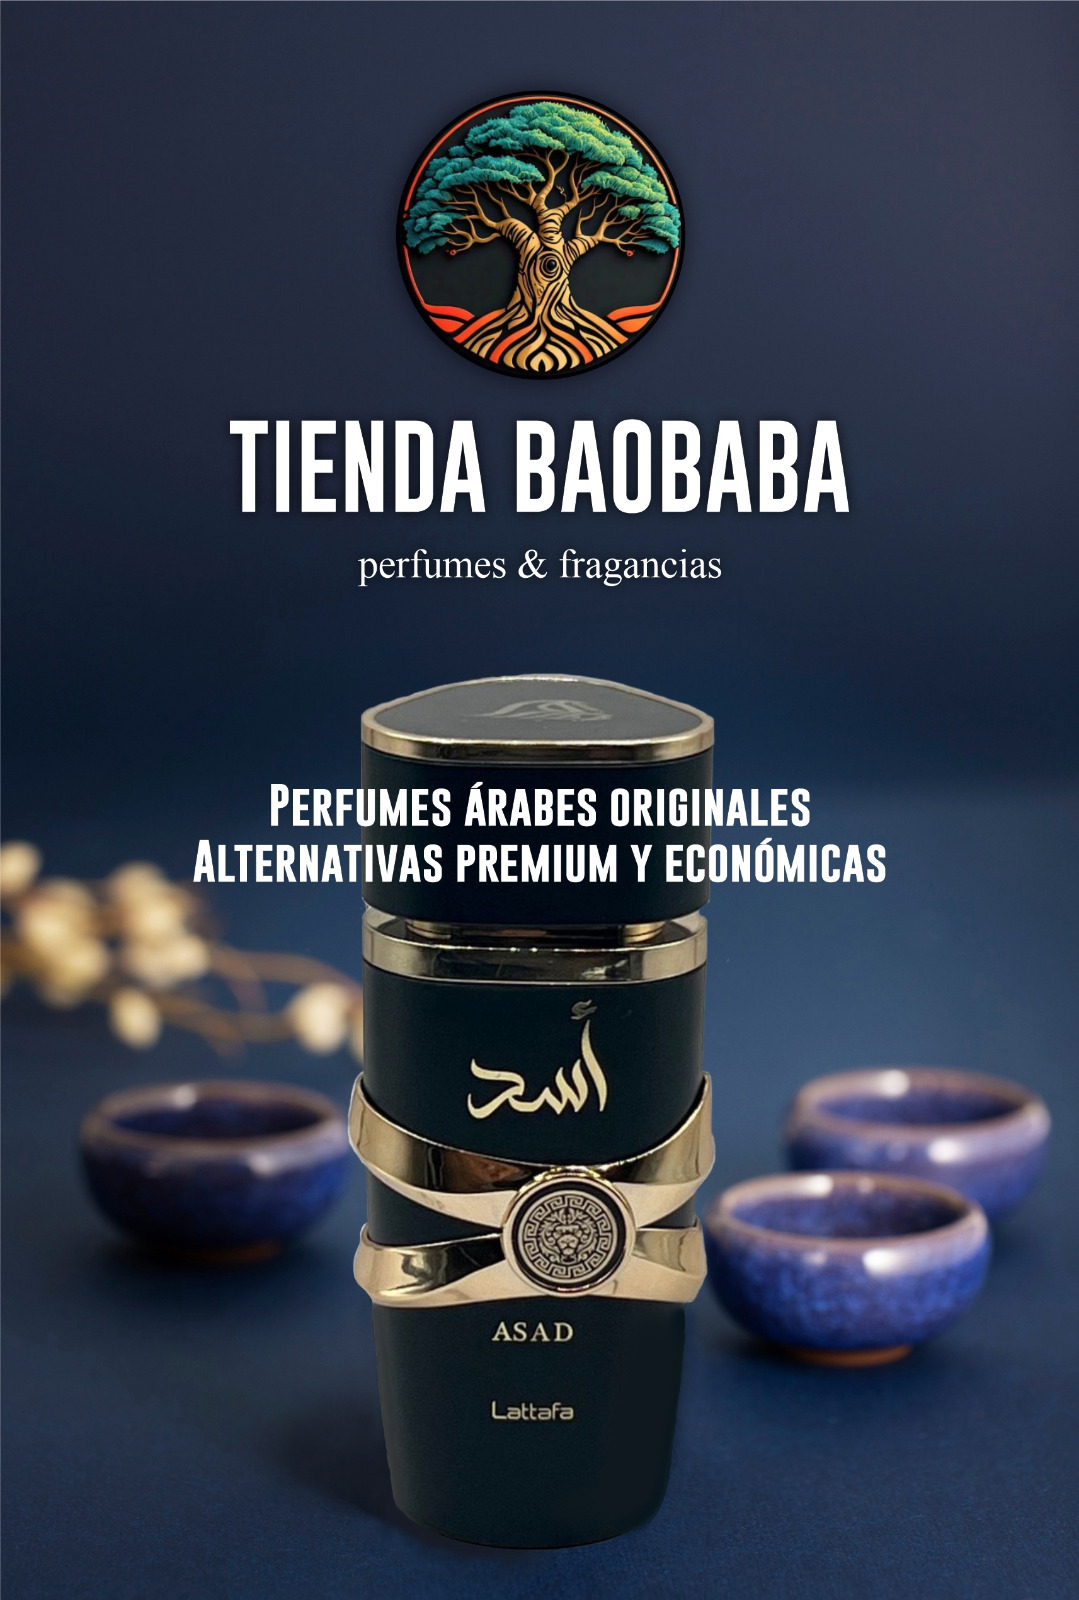 TIENDA BAOBABA
perfumes & fragancias
PERFUMES ÁRABES ORIGINALES
ALTERNATIVAS PREMIUM Y ECONÓMICAS
أسد
ASAD
Lattafa